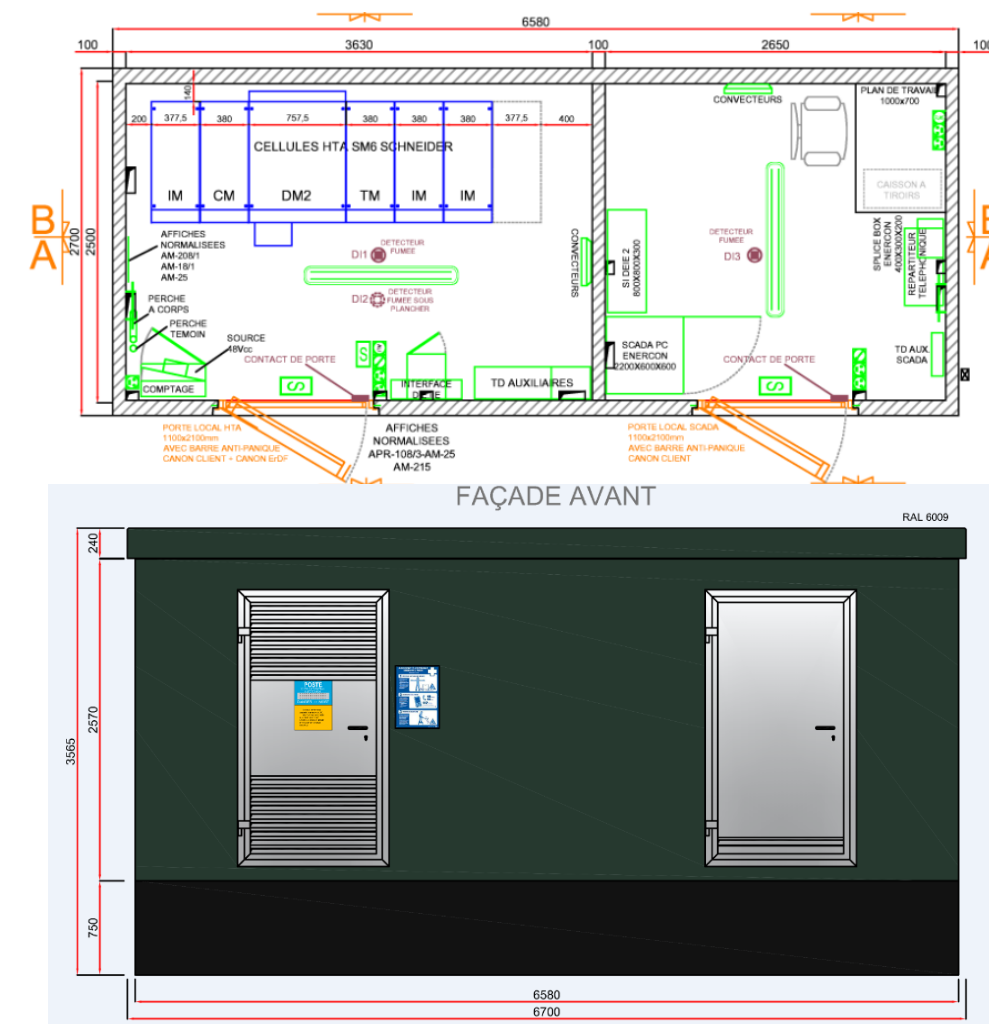 6580
100
3630
100
2650
100
140
200
377,5
380
757,5
380
380
380
377,5
400
CELLULES HTA SM6 SCHNEIDER
IM
CM
DM2
TM
IM
IM
CONVECTEURS
PLAN DE TRAVAIL
1000x700
CAISSON A
TIROIRS
B
A
2700
2500
B
A
AFFICHES
NORMALISEES
AM-208/1
AM-18/1
AM-25
DETECTEUR
FUMEE
DI1
DI2
DETECTEUR
FUMEE SOUS
PLANCHER
CONVECTEURS
SI DEIE 2
800X800X300
DETECTEUR
FUMEE
DI3
SPLICE BOX
ENERCON
400X300X200
REPARTITEUR
TELEPHONIQUE
PERCHE
A CORPS
PERCHE
TEMOIN
SOURCE
48Vcc
CONTACT DE PORTE
COMPTAGE
S
S
INTERFACE
TD AUXILIAIRES
SCADA PC
ENERCON
2200X600X600
CONTACT DE PORTE
S
TD AUX.
SCADA
PORTE LOCAL HTA
1100x2100mm
AVEC BARRE ANTI-PANIQUE
CANON CLIENT + CANON ErDF
AFFICHES
NORMALISEES
APR-108/3-AM-25
AM-215
PORTE LOCAL SCADA
1100x2100mm
AVEC BARRE ANTI-PANIQUE
CANON CLIENT
FAÇADE AVANT
RAL 6009
240
2570
3565
750
POSTE
6580
6700